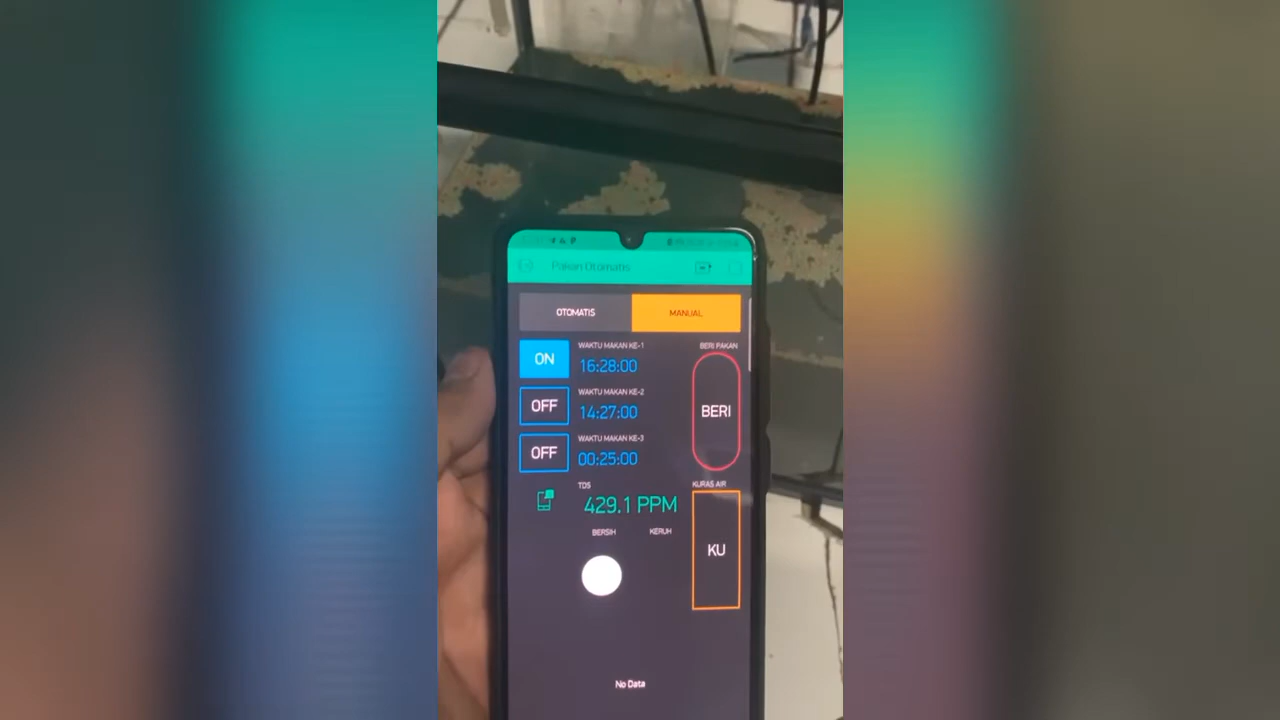 Pakan Otomatis
OTOMATIS
MANUAL
ON
WAKTU MAKAN KE-1
16:28:00
BERI PAKAN
OFF
WAKTU MAKAN KE-2
14:27:00
BERI
OFF
WAKTU MAKAN KE-3
00:25:00
TDS
429.1 PPM
KURAS AIR
BERSIH
KERUH
KU
No Data